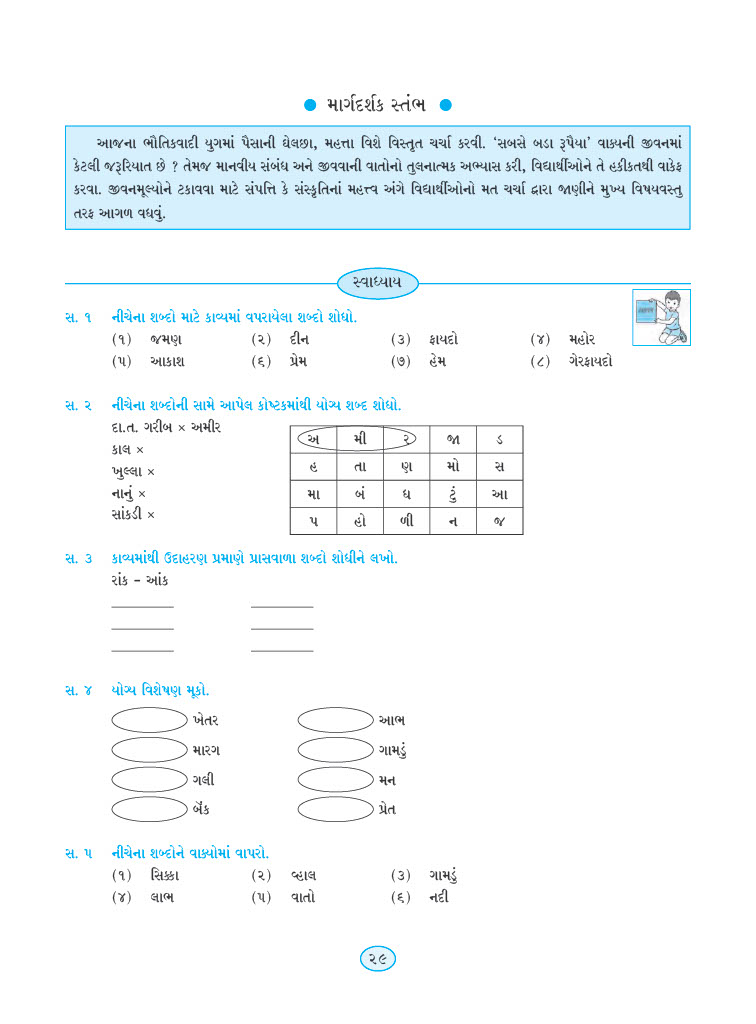 ● માર્ગદર્શક સ્તંભ ●
આજના ભૌતિકવાદી યુગમાં પૈસાની ઘેલછા, મહત્તા વિશે વિસ્તૃત ચર્ચા કરવી. ‘સબસે બડા રૂપૈયા’ વાક્યની જીવનમાં
કેટલી જરૂરિયાત છે ? તેમજ માનવીય સંબંધ અને જીવવાની વાતોનો તુલનાત્મક અભ્યાસ કરી, વિદ્યાર્થીઓને તે હકીકતથી વાકેફ
કરવા. જીવનમૂલ્યોને ટકાવવા માટે સંપત્તિ કે સંસ્કૃતિનાં મહત્ત્વ અંગે વિદ્યાર્થીઓનો મત ચર્ચા દ્વારા જાણીને મુખ્ય વિષયવસ્તુ
તરફ આગળ વધવું.
સ્વાધ્યાય
સ. ૧ નીચેના શબ્દો માટે કાવ્યમાં વપરાયેલા શબ્દો શોધો.
(૧) જમણ (૨) દીન (૩) ફાયદો (૪) મહોર
(૫) આકાશ (૬) પ્રેમ (૭) હેમ (૮) ગેરફાયદો
સ. ૨ નીચેના શબ્દોની સામે આપેલ કોષ્ટકમાંથી યોગ્ય શબ્દ શોધો.
દા.ત. ગરીબ × અમીર
કાલ ×
ખુલ્લા ×
નાનું ×
સાંકડી ×
અ મી ર જા ડ
હ તા ણ મો સ
મા બં ધ ટું આ
પ હો ળી ન જ
સ. ૩ કાવ્યમાંથી ઉદાહરણ પ્રમાણે પ્રાસવાળા શબ્દો શોધીને લખો.
રાંક – આંક
સ. ૪ યોગ્ય વિશેષણ મૂકો.
ખેતર આભ
મારગ ગામડું
ગલી મન
બૅંક પ્રેત
સ. ૫ નીચેના શબ્દોને વાક્યોમાં વાપરો.
(૧) સિક્કા (૨) વ્હાલ (૩) ગામડું
(૪) લાભ (૫) વાતો (૬) નદી
૨૯